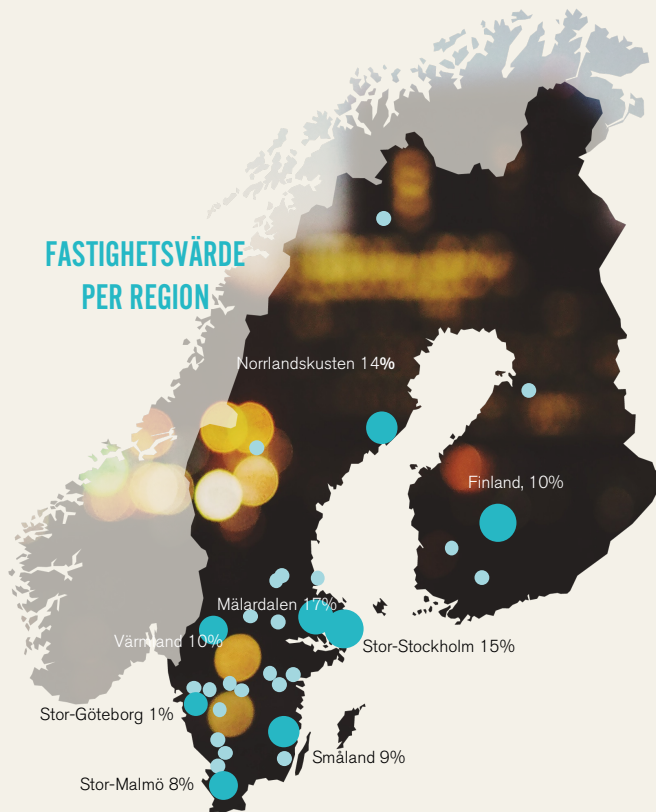 FASTIGHETSVÄRDE
PER REGION
Norrlandskusten 14%
Finland, 10%
Mälardalen 17%
Värmland 10%
Stor-Stockholm 15%
Stor-Göteborg 1%
Småland 9%
Stor-Malmö 8%